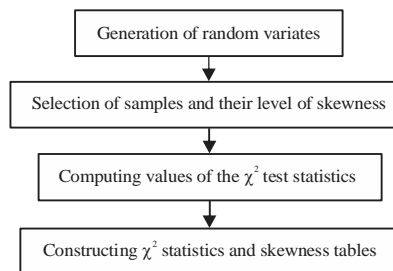 Generation of random variates
Selection of samples and their level of skewness
Computing values of the χ² test statistics
Constructing χ² statistics and skewness tables